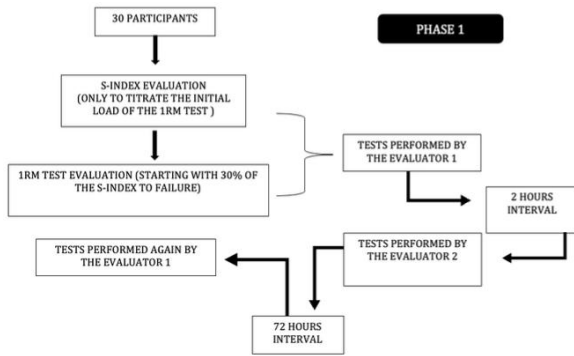 30 PARTICIPANTS
PHASE 1
S-INDEX EVALUATION
(ONLY TO TITRATE THE INITIAL
LOAD OF THE 1RM TEST )
1RM TEST EVALUATION (STARTING WITH 30% OF
THE S-INDEX TO FAILURE)
TESTS PERFORMED BY
THE EVALUATOR 1
2 HOURS
INTERVAL
TESTS PERFORMED BY
THE EVALUATOR 2
72 HOURS
INTERVAL
TESTS PERFORMED AGAIN BY
THE EVALUATOR 1